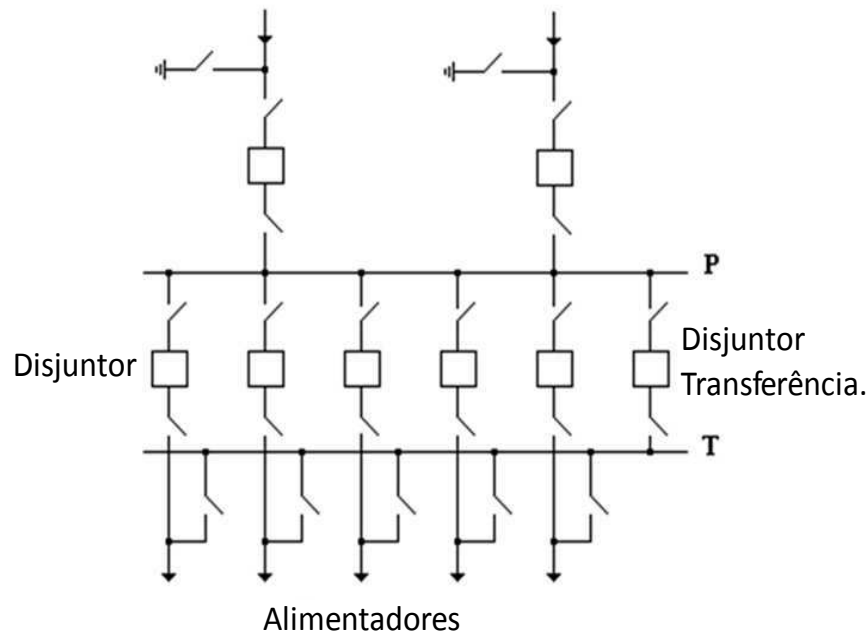 P
Disjuntor
Disjuntor
Transferência.
T
Alimentadores